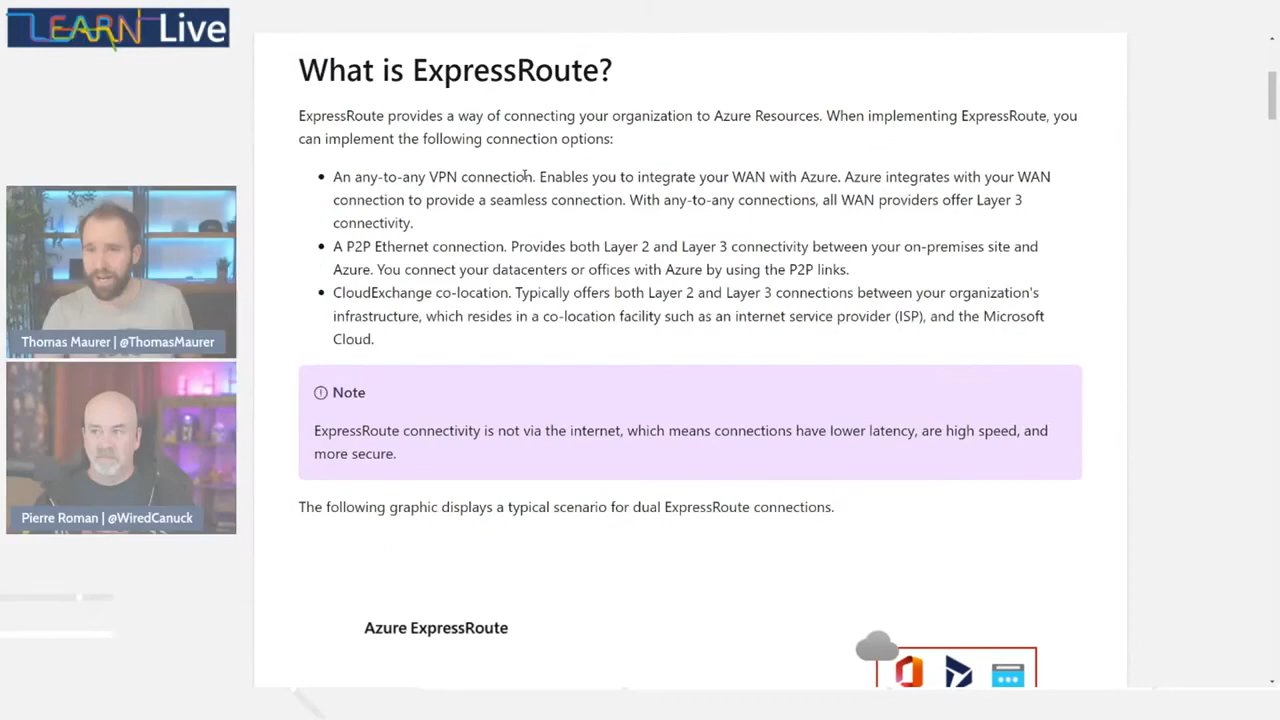 LEARN Live
What is ExpressRoute?
ExpressRoute provides a way of connecting your organization to Azure Resources. When implementing ExpressRoute, you
can implement the following connection options:
• An any-to-any VPN connection. Enables you to integrate your WAN with Azure. Azure integrates with your WAN
connection to provide a seamless connection. With any-to-any connections, all WAN providers offer Layer 3
connectivity.
• A P2P Ethernet connection. Provides both Layer 2 and Layer 3 connectivity between your on-premises site and
Azure. You connect your datacenters or offices with Azure by using the P2P links.
• CloudExchange co-location. Typically offers both Layer 2 and Layer 3 connections between your organization's
infrastructure, which resides in a co-location facility such as an internet service provider (ISP), and the Microsoft
Cloud.
Note
ExpressRoute connectivity is not via the internet, which means connections have lower latency, are high speed, and
more secure.
The following graphic displays a typical scenario for dual ExpressRoute connections.
Azure ExpressRoute
Thomas Maurer | @ThomasMaurer
Pierre Roman | @WiredCanuck